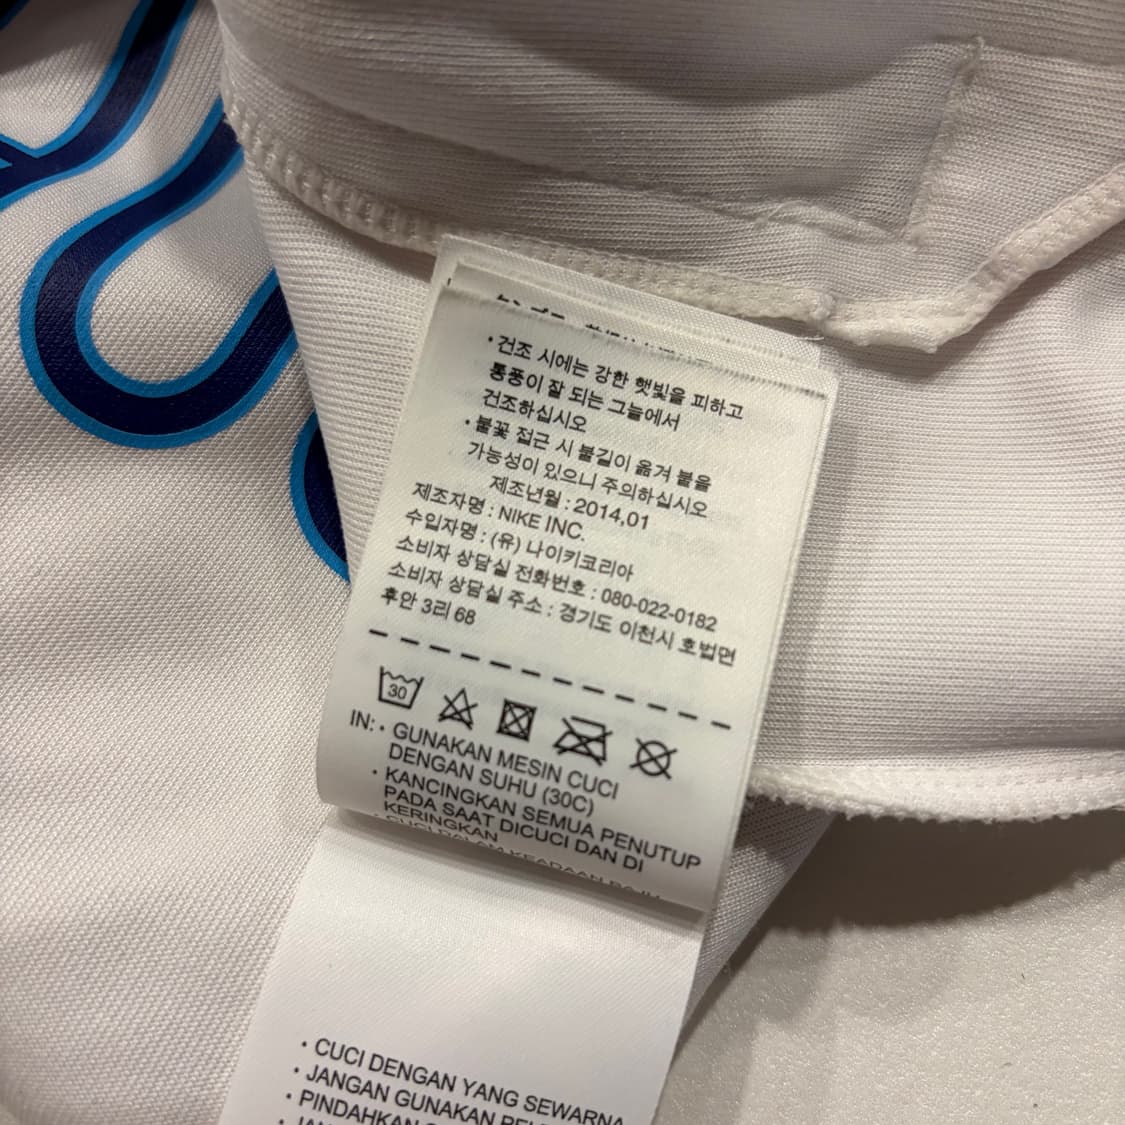 • 건조 시에는 강한 햇빛을 피하고
통풍이 잘 되는 그늘에서
건조하십시오
• 불꽃 접근 시 불길이 옮겨 붙을
가능성이 있으니 주의하십시오
제조년월 : 2014,01
제조자명 : NIKE INC.
수입자명 : (유) 나이키코리아
소비자 상담실 전화번호 : 080-022-0182
소비자 상담실 주소 : 경기도 이천시 호법면
후안 3리 68
30
IN: • GUNAKAN MESIN CUCI
DENGAN SUHU (30C)
• KANCINGKAN SEMUA PENUTUP
PADA SAAT DICUCI DAN DI
KERINGKAN
• CUCI DALAM KEADAAN BAJU
• CUCI DENGAN YANG SEWARNA
• JANGAN GUNAKAN
• PINDAHKAN